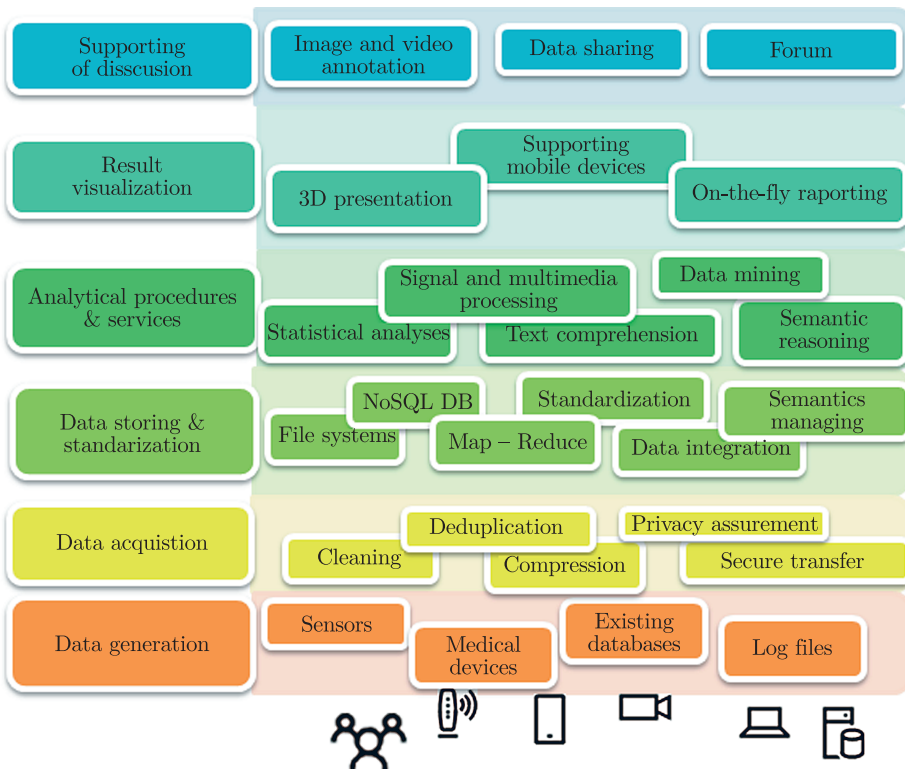 Supporting
of disscusion
Image and video
annotation
Data sharing
Forum
Result
visualization
3D presentation
Supporting
mobile devices
On-the-fly raporting
Analytical procedures
& services
Statistical analyses
Signal and multimedia
processing
Text comprehension
Data mining
Semantic
reasoning
Data storing &
standarization
File systems
NoSQL DB
Map – Reduce
Standardization
Data integration
Semantics
managing
Data acquistion
Cleaning
Deduplication
Compression
Privacy assurement
Secure transfer
Data generation
Sensors
Medical
devices
Existing
databases
Log files